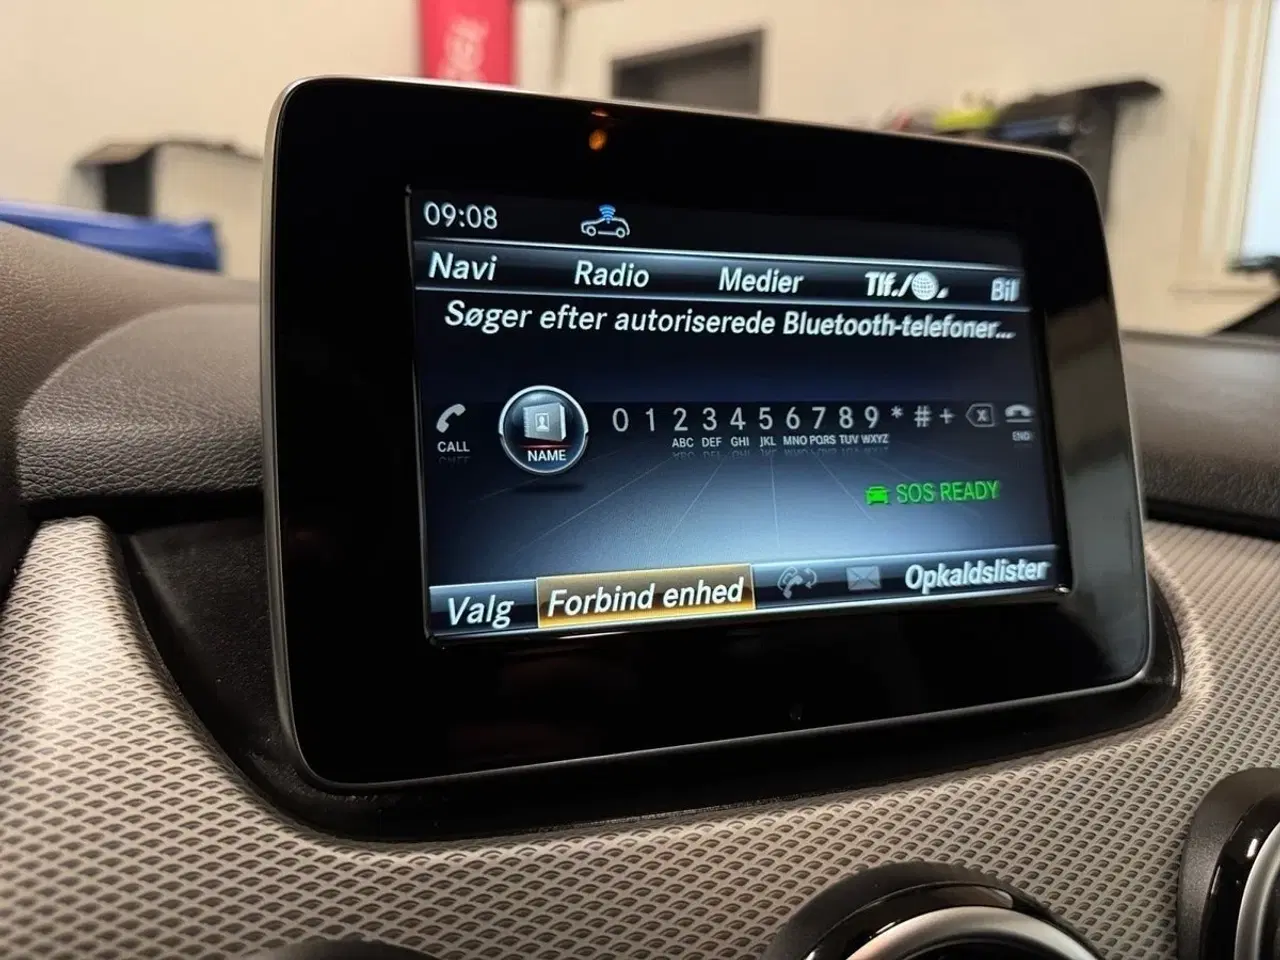 09:08
Navi Radio Medier Tlf./ Bil
Søger efter autoriserede Bluetooth-telefoner...
CALL NAME 0 1 2 3 4 5 6 7 8 9 * # + END
ABC DEF GHI JKL MNO PQRS TUV WXYZ
SOS READY
Valg Forbind enhed Opkaldslister